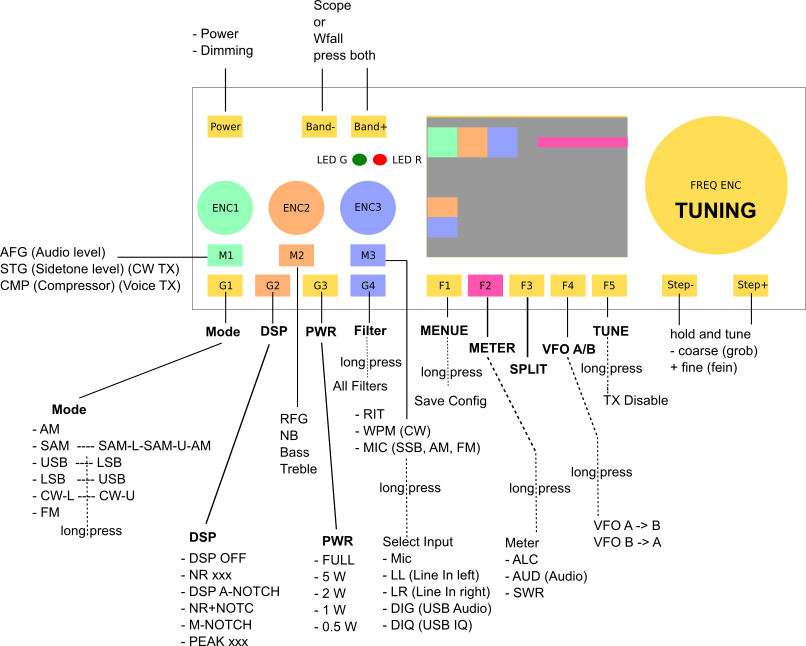 Scope
or
Wfall
press both
- Power
- Dimming
Power
Band-
Band+
LED G
LED R
ENC1
ENC2
ENC3
FREQ ENC
TUNING
AFG (Audio level)
STG (Sidetone level) (CW TX)
CMP (Compressor) (Voice TX)
M1
M2
M3
G1
G2
G3
G4
F1
F2
F3
F4
F5
Step-
Step+
Mode
DSP
PWR
Filter
MENUE
METER
SPLIT
VFO A/B
TUNE
hold and tune
- coarse (grob)
+ fine (fein)
long press
All Filters
long press
Save Config
long press
TX Disable
Mode
- AM
- SAM ---- SAM-L-SAM-U-AM
- USB ---- LSB
- LSB ---- USB
- CW-L ---- CW-U
- FM
long press
RFG
NB
Bass
Treble
- RIT
- WPM (CW)
- MIC (SSB, AM, FM)
long press
long press
long press
DSP
- DSP OFF
- NR xxx
- DSP A-NOTCH
- NR+NOTC
- M-NOTCH
- PEAK xxx
PWR
- FULL
- 5 W
- 2 W
- 1 W
- 0.5 W
Select Input
- Mic
- LL (Line In left)
- LR (Line In right)
- DIG (USB Audio)
- DIQ (USB IQ)
Meter
- ALC
- AUD (Audio)
- SWR
VFO A -> B
VFO B -> A